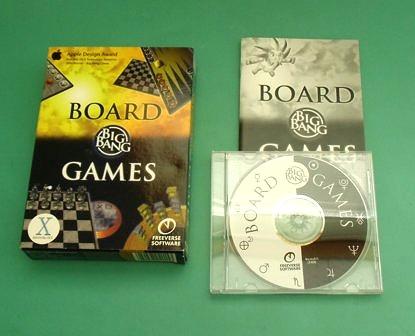 Apple Design Award
BOARD
BIG
BANG
GAMES
X
FREEVERSE
SOFTWARE
BOARD
BIG
BANG
GAMES
BOARD
BIG
BANG
GAMES
FREEVERSE
SOFTWARE